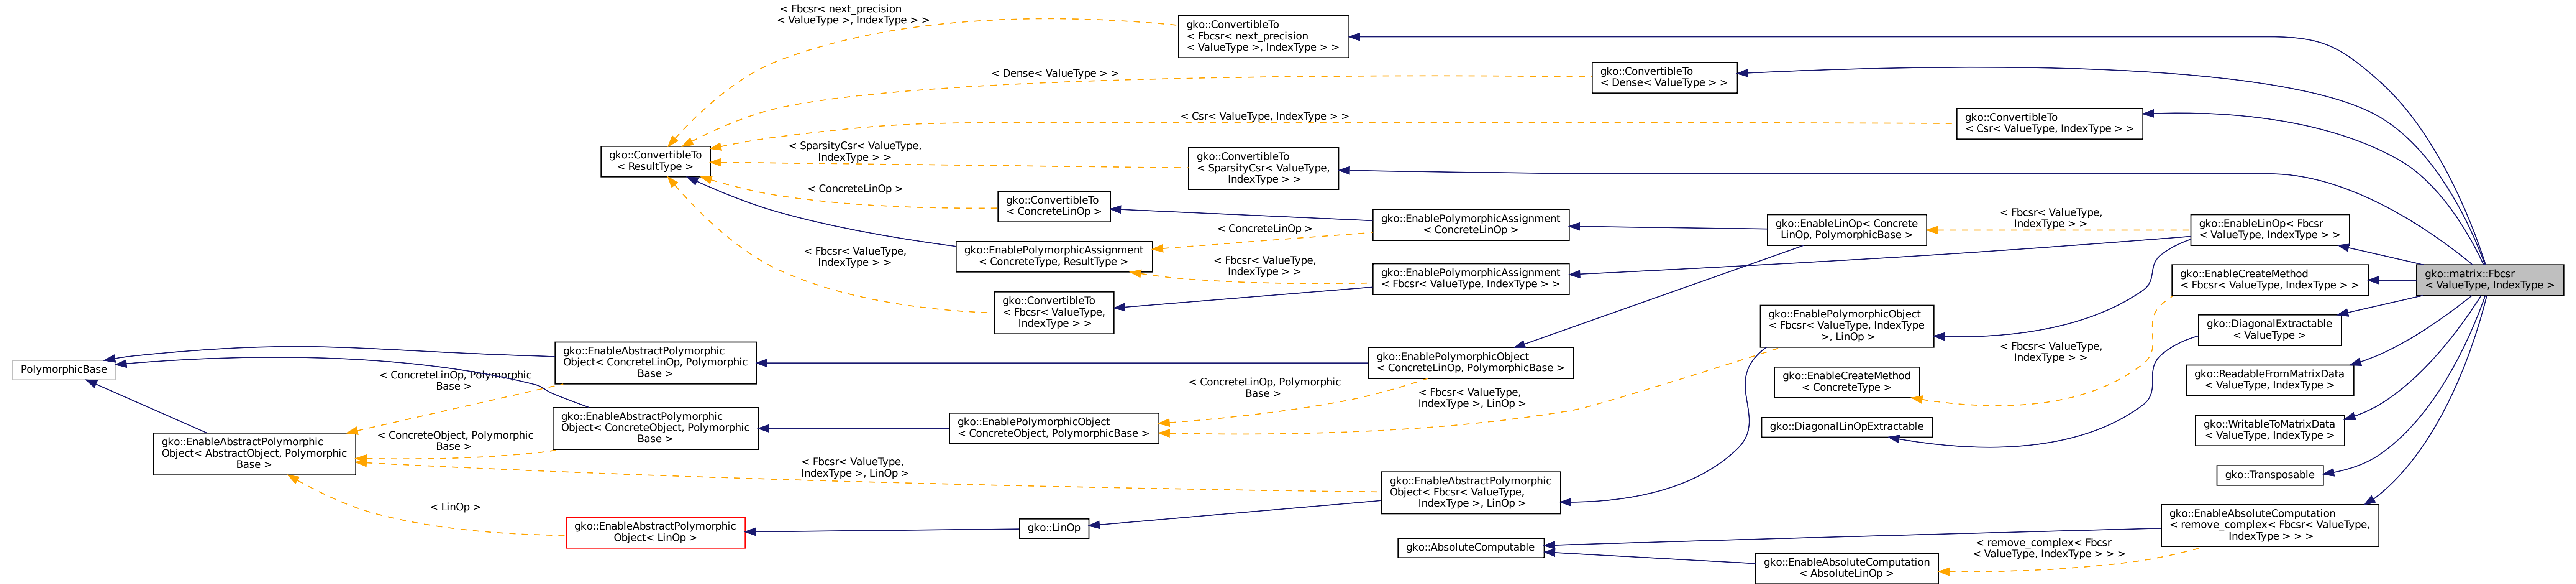 < Fbcsr< next_precision
< ValueType >, IndexType > >
gko::ConvertibleTo
< Fbcsr< next_precision
< ValueType >, IndexType > >
< Dense< ValueType > >
gko::ConvertibleTo
< Dense< ValueType > >
< Csr< ValueType, IndexType > >
gko::ConvertibleTo
< Csr< ValueType, IndexType > >
gko::ConvertibleTo
< ResultType >
< SparsityCsr< ValueType,
IndexType > >
gko::ConvertibleTo
< SparsityCsr< ValueType,
IndexType > >
< ConcreteLinOp >
gko::ConvertibleTo
< ConcreteLinOp >
gko::EnablePolymorphicAssignment
< ConcreteLinOp >
gko::EnableLinOp< Concrete
LinOp, PolymorphicBase >
< Fbcsr< ValueType,
IndexType > >
gko::EnableLinOp< Fbcsr
< ValueType, IndexType > >
< Fbcsr< ValueType,
IndexType > >
gko::EnablePolymorphicAssignment
< ConcreteType, ResultType >
< ConcreteLinOp >
< Fbcsr< ValueType,
IndexType > >
gko::EnablePolymorphicAssignment
< Fbcsr< ValueType, IndexType > >
gko::EnableCreateMethod
< Fbcsr< ValueType, IndexType > >
gko::matrix::Fbcsr
< ValueType, IndexType >
gko::ConvertibleTo
< Fbcsr< ValueType,
IndexType > >
gko::EnablePolymorphicObject
< Fbcsr< ValueType, IndexType
>, LinOp >
gko::DiagonalExtractable
< ValueType >
PolymorphicBase
gko::EnableAbstractPolymorphic
Object< ConcreteLinOp, Polymorphic
Base >
gko::EnablePolymorphicObject
< ConcreteLinOp, PolymorphicBase >
< Fbcsr< ValueType,
IndexType > >
< ConcreteLinOp, Polymorphic
Base >
< ConcreteLinOp, Polymorphic
Base >
< Fbcsr< ValueType,
IndexType >, LinOp >
gko::EnableCreateMethod
< ConcreteType >
gko::ReadableFromMatrixData
< ValueType, IndexType >
gko::EnableAbstractPolymorphic
Object< ConcreteObject, Polymorphic
Base >
gko::EnablePolymorphicObject
< ConcreteObject, PolymorphicBase >
gko::DiagonalLinOpExtractable
gko::WritableToMatrixData
< ValueType, IndexType >
gko::EnableAbstractPolymorphic
Object< AbstractObject, Polymorphic
Base >
< ConcreteObject, Polymorphic
Base >
< Fbcsr< ValueType,
IndexType >, LinOp >
gko::EnableAbstractPolymorphic
Object< Fbcsr< ValueType,
IndexType >, LinOp >
gko::Transposable
< LinOp >
gko::EnableAbstractPolymorphic
Object< LinOp >
gko::LinOp
gko::EnableAbsoluteComputation
< remove_complex< Fbcsr< ValueType,
IndexType > > >
gko::AbsoluteComputable
< remove_complex< Fbcsr
< ValueType, IndexType > > >
gko::EnableAbsoluteComputation
< AbsoluteLinOp >